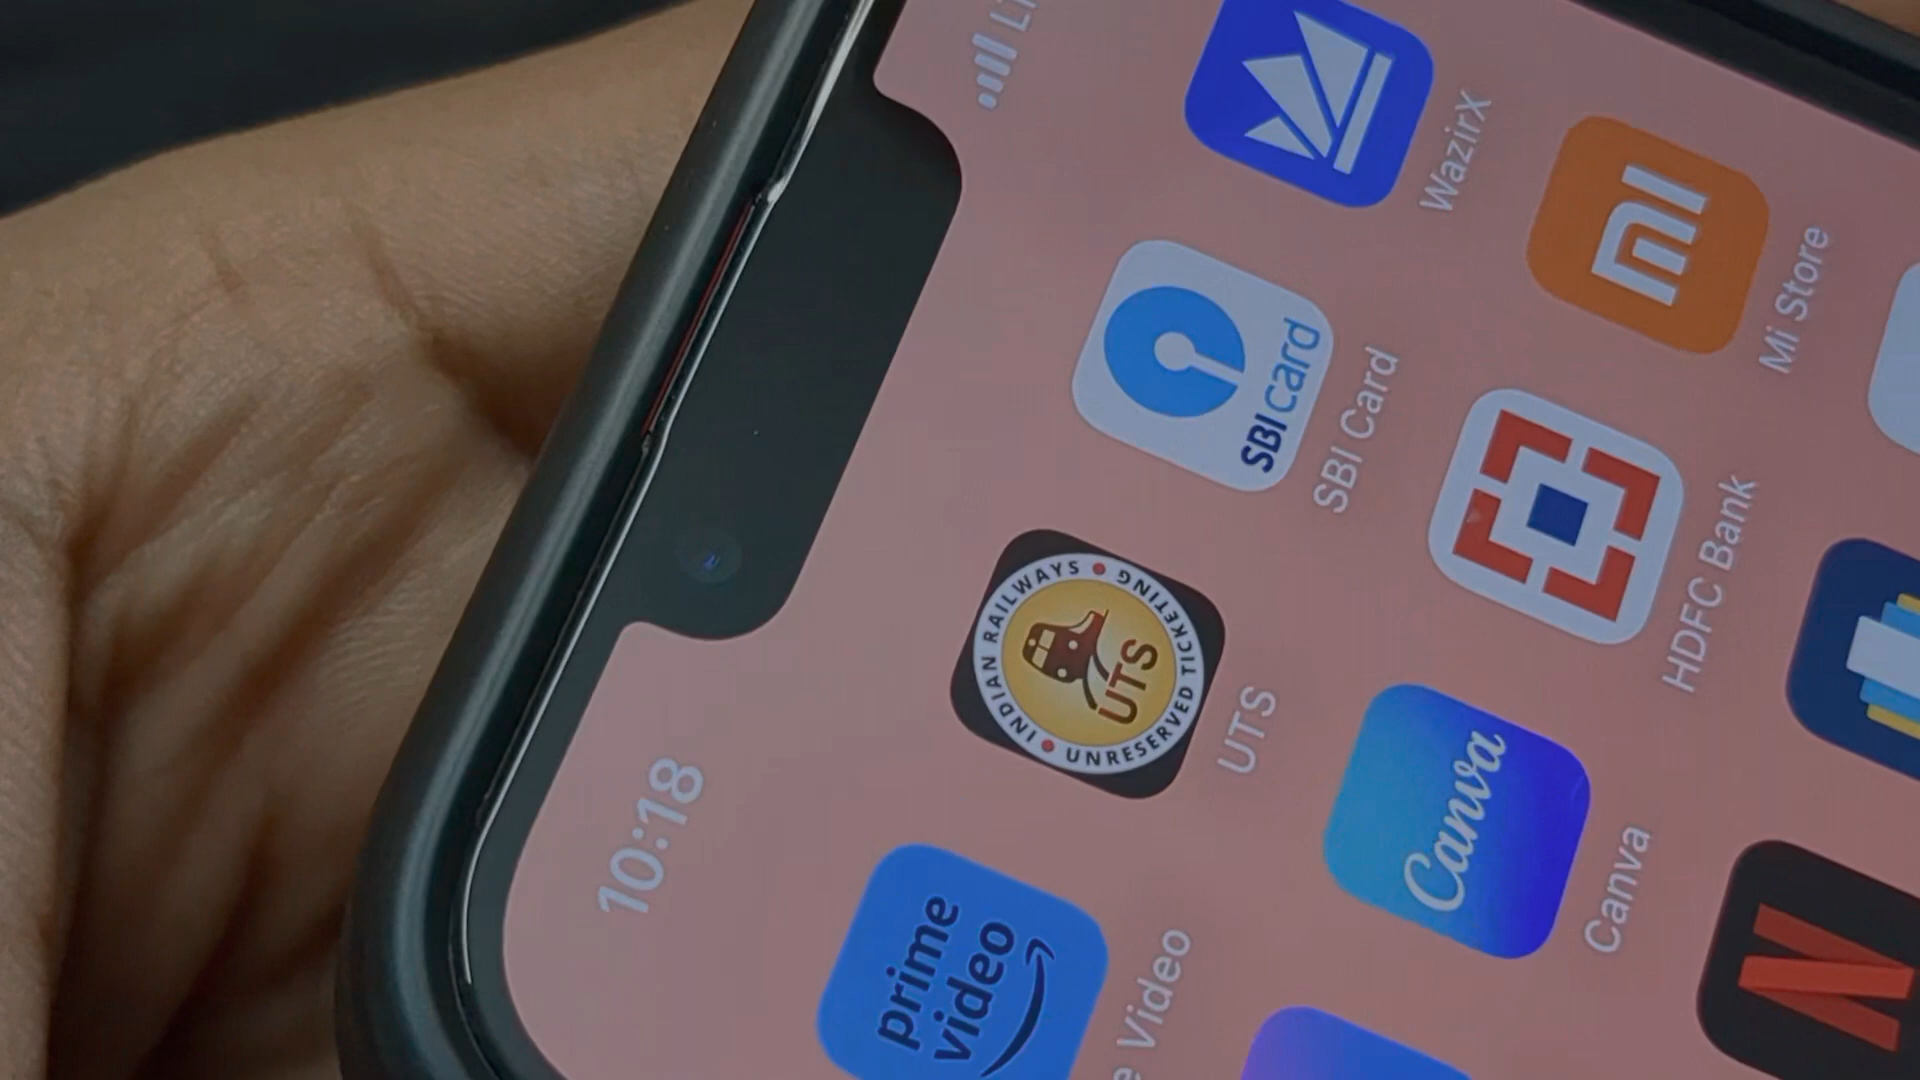 10:18
prime
video
e Video
INDIAN RAILWAYS
UNRESERVED TICKETING
UTS
UTS
Canva
Canva
SBI card
SBI Card
HDFC Bank
WazirX
Mi Store